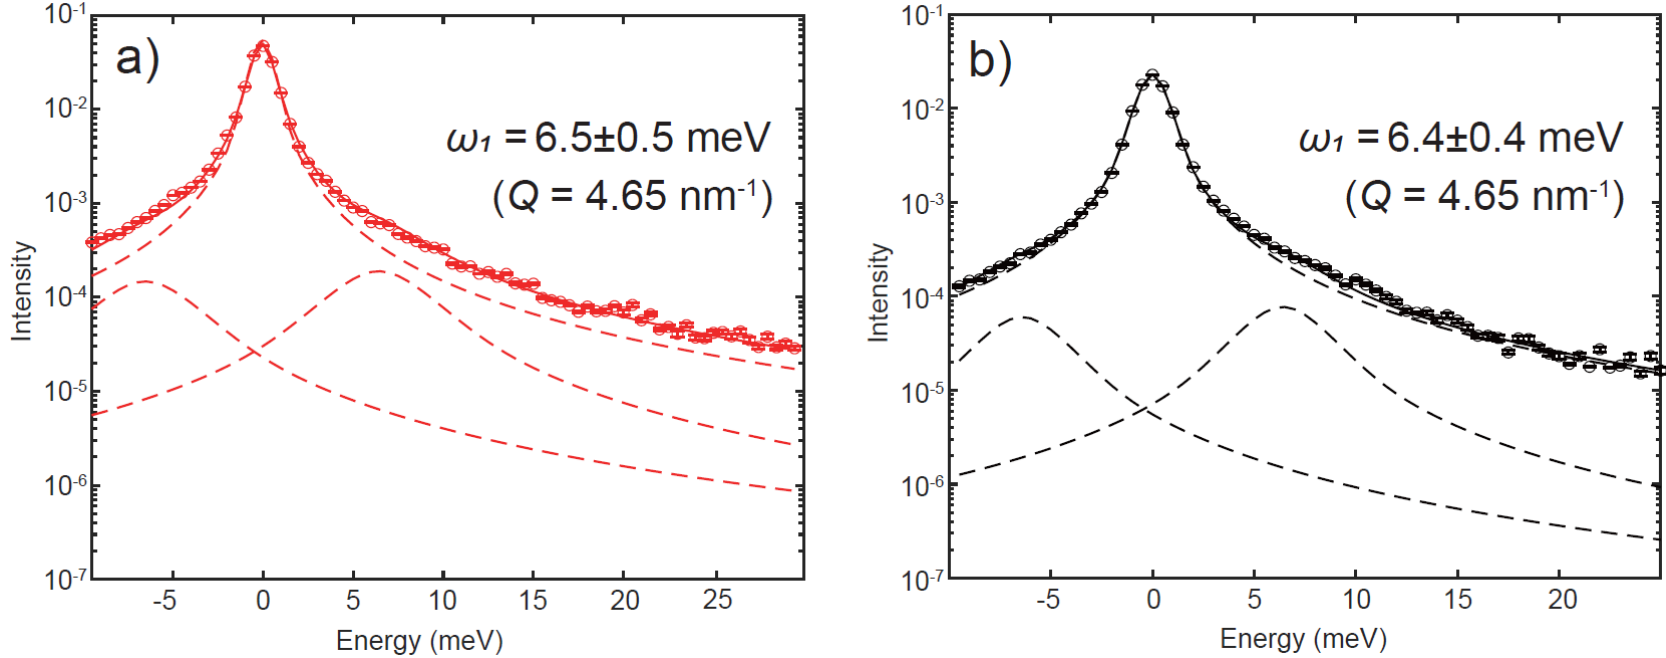 a)
ω₁ = 6.5±0.5 meV
(Q = 4.65 nm⁻¹)
10⁻¹
10⁻²
10⁻³
10⁻⁴
10⁻⁵
10⁻⁶
10⁻⁷
Intensity
-5 0 5 10 15 20 25
Energy (meV)
b)
ω₁ = 6.4±0.4 meV
(Q = 4.65 nm⁻¹)
10⁻¹
10⁻²
10⁻³
10⁻⁴
10⁻⁵
10⁻⁶
10⁻⁷
Intensity
-5 0 5 10 15 20
Energy (meV)